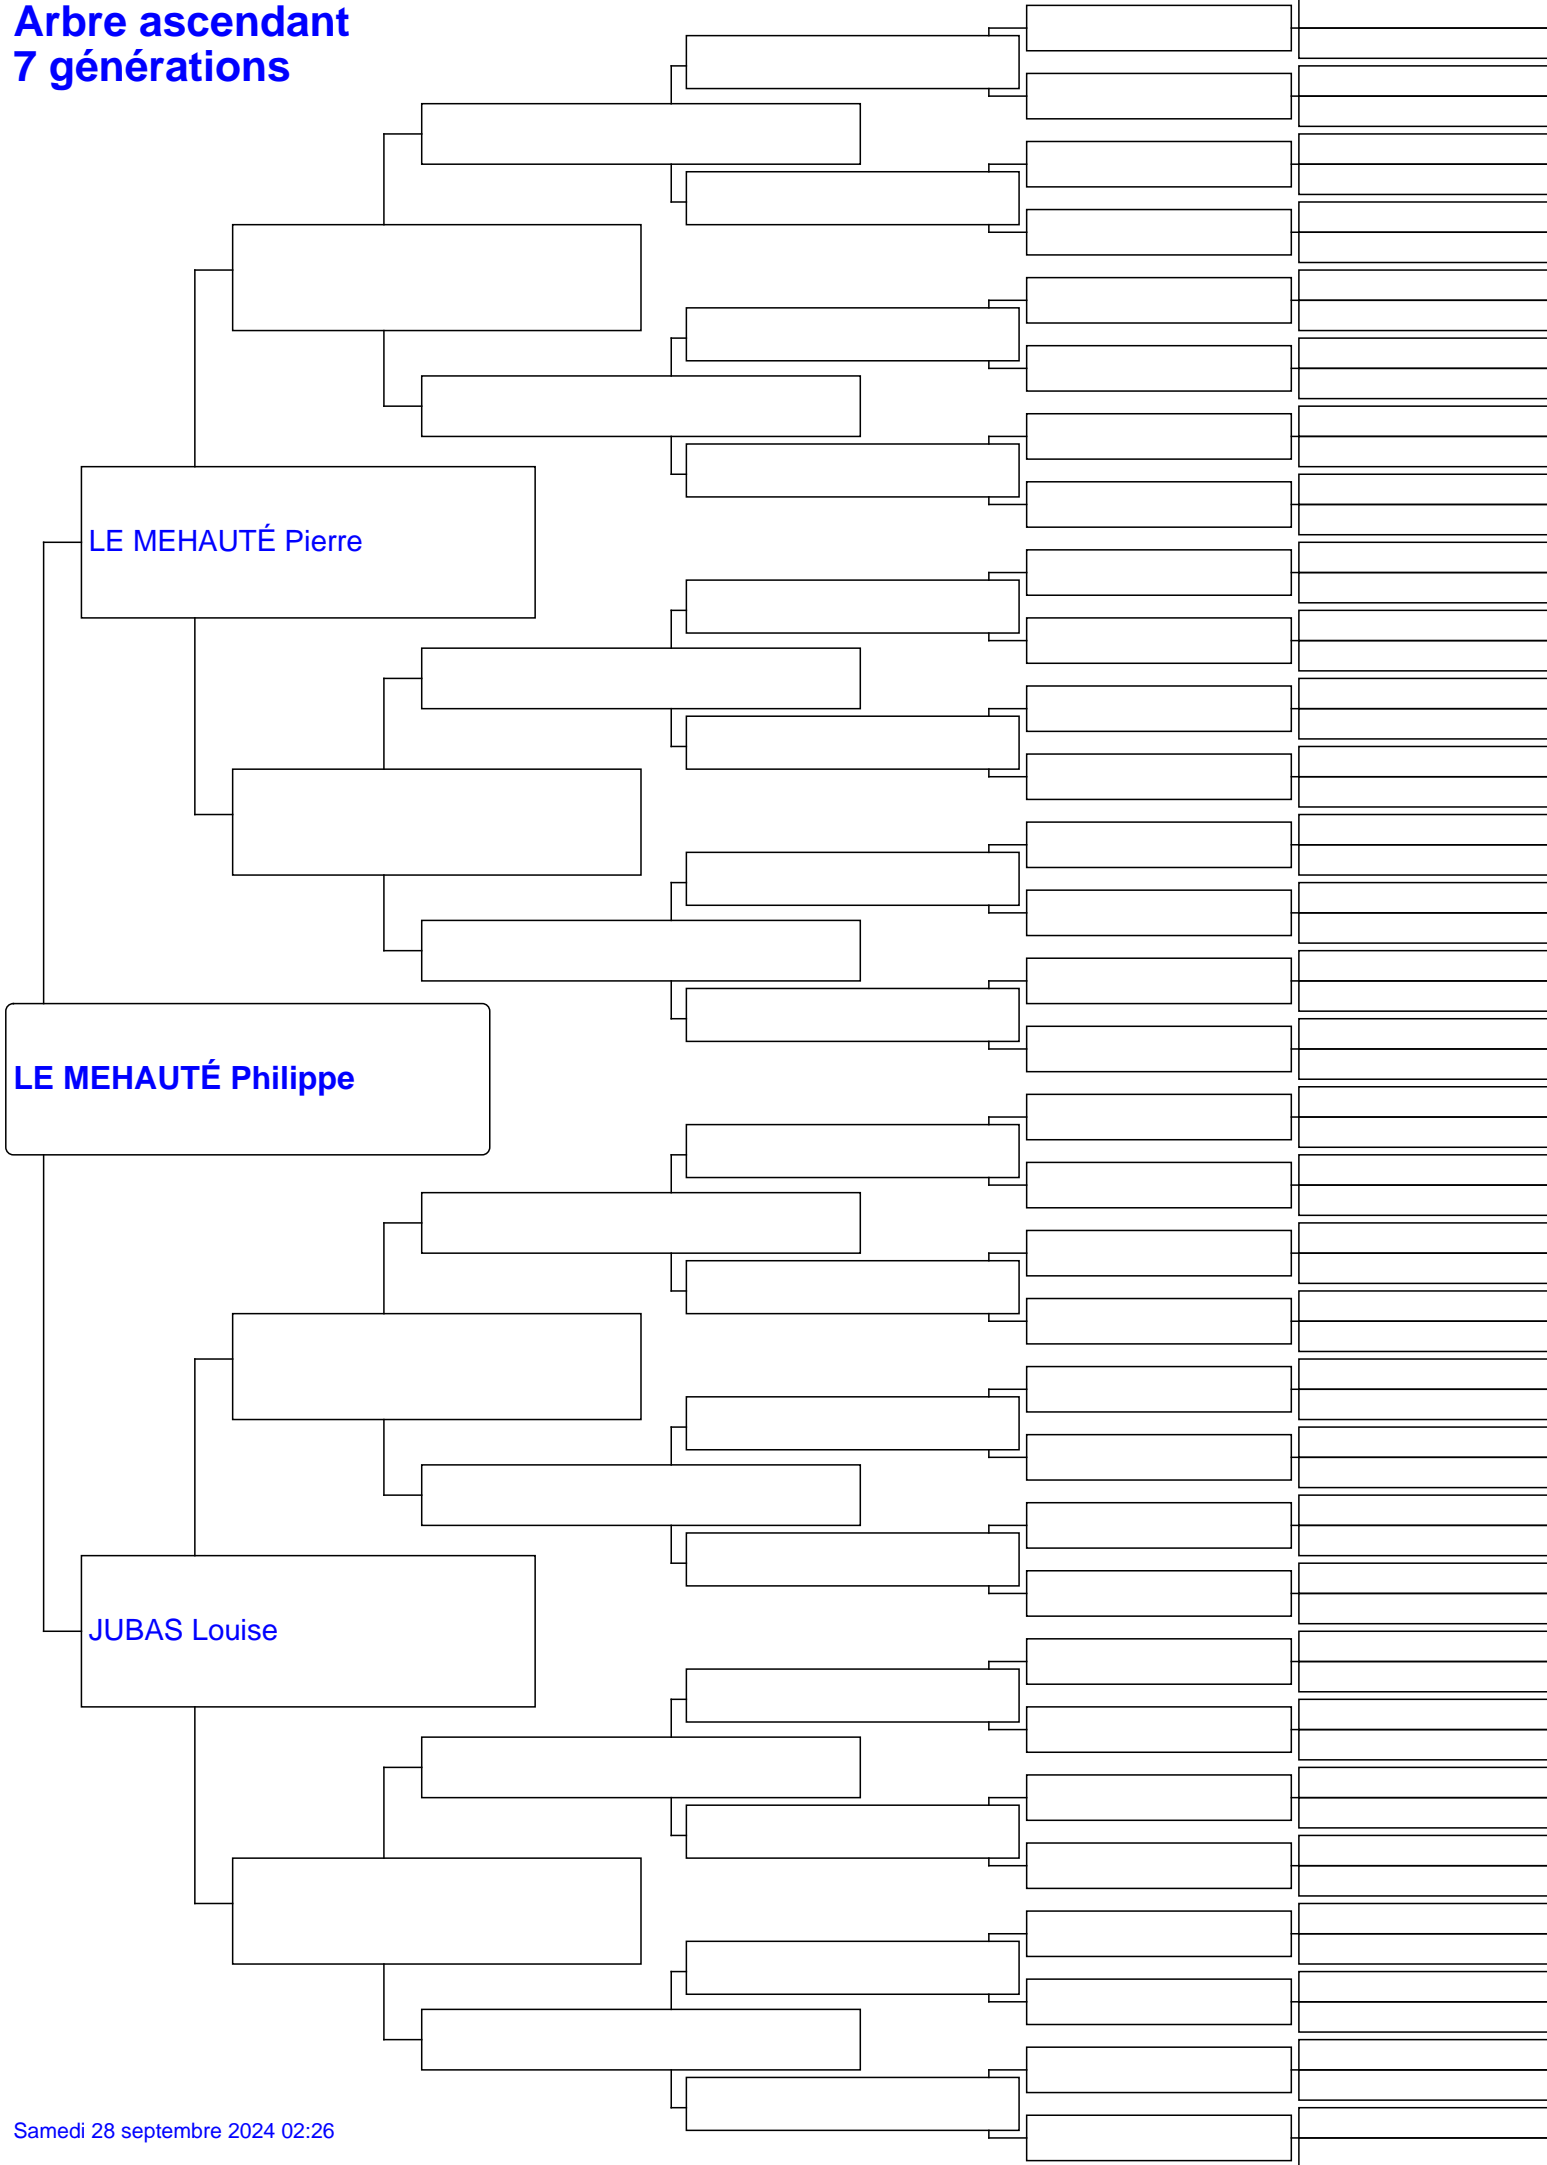 Arbre ascendant
7 générations
LE MEHAUTÉ Pierre
LE MEHAUTÉ Philippe
JUBAS Louise
Samedi 28 septembre 2024 02:26